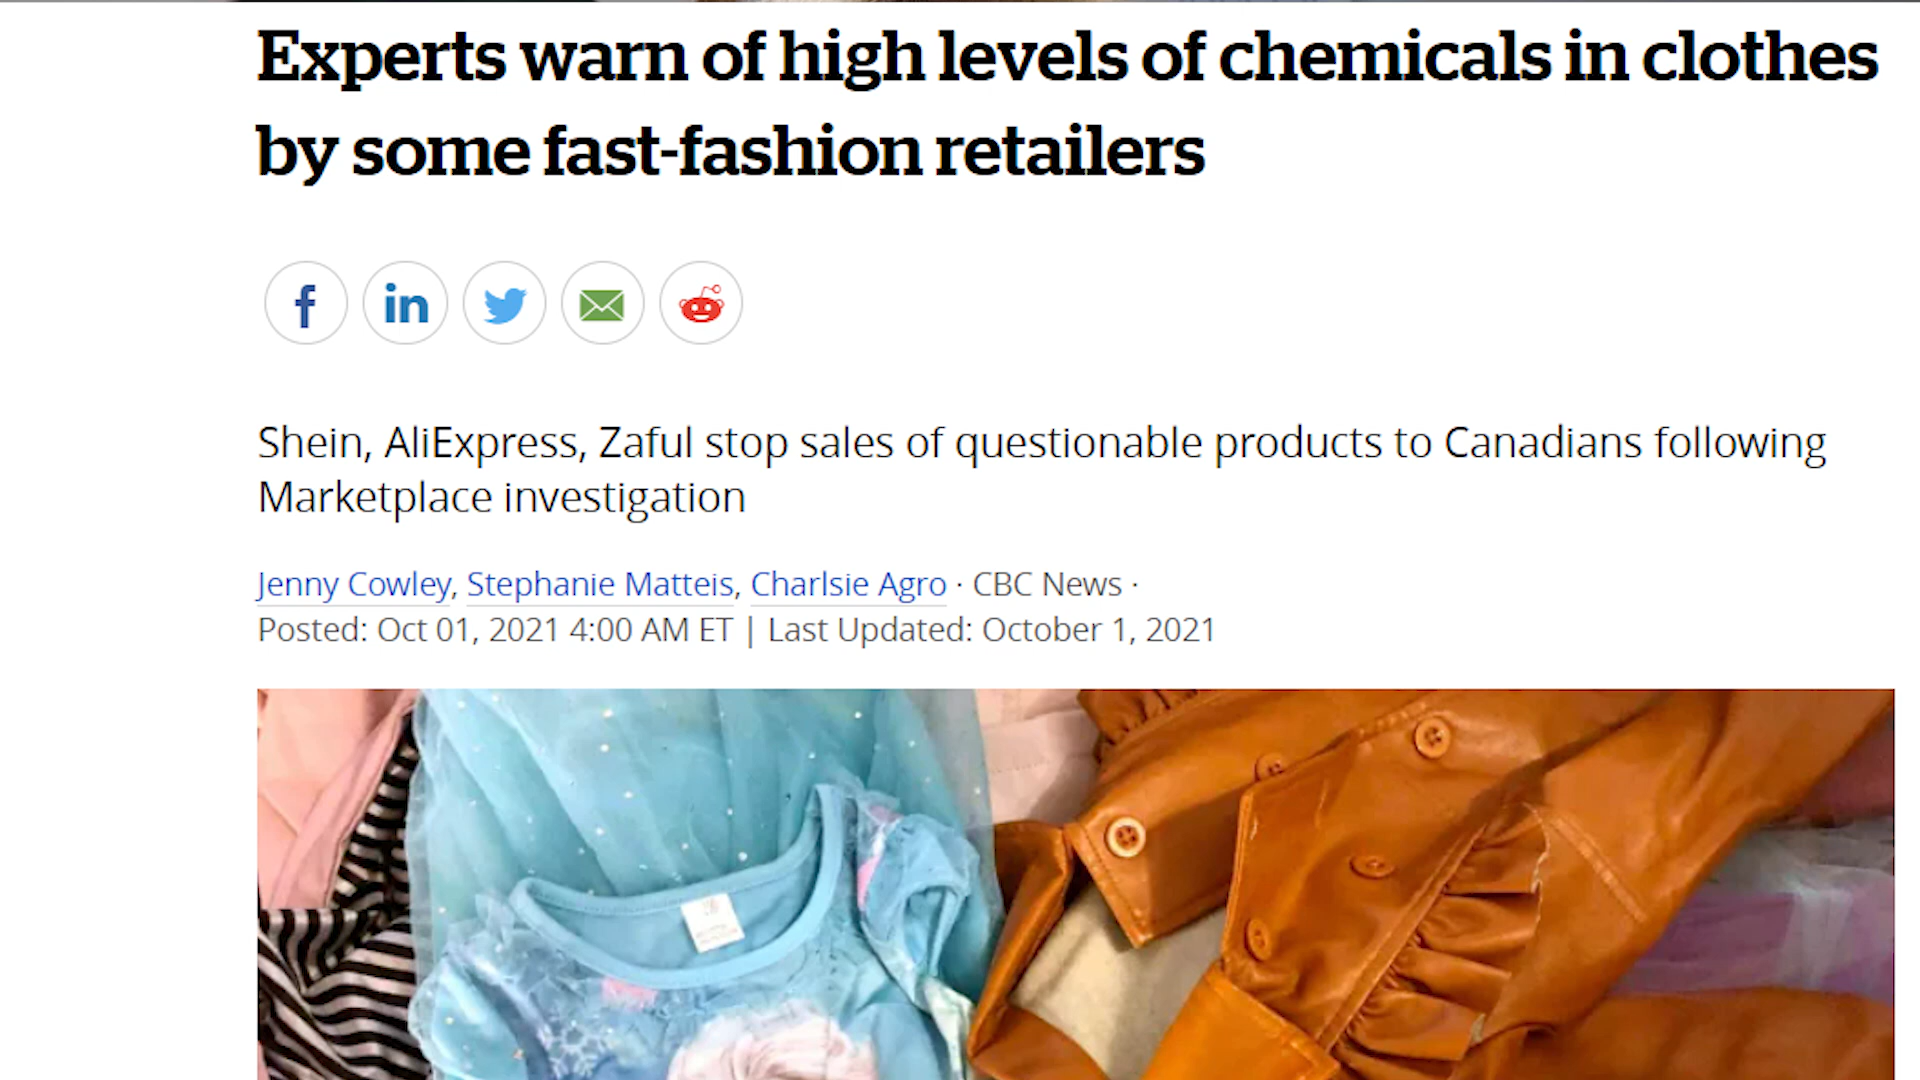 Experts warn of high levels of chemicals in clothes
by some fast-fashion retailers
f
in
Shein, AliExpress, Zaful stop sales of questionable products to Canadians following
Marketplace investigation
Jenny Cowley, Stephanie Matteis, Charlsie Agro · CBC News ·
Posted: Oct 01, 2021 4:00 AM ET | Last Updated: October 1, 2021